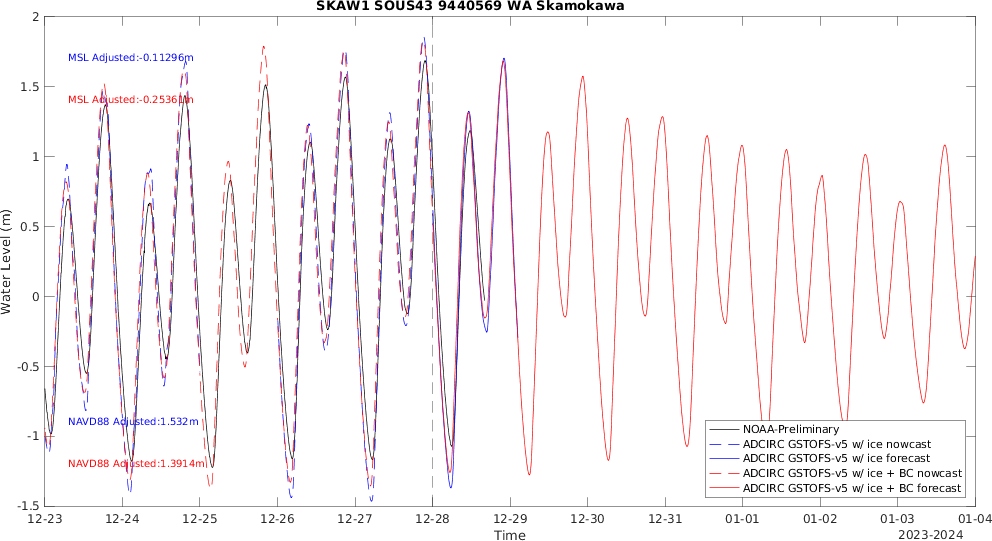 SKAW1 SOUS43 9440569 WA Skamokawa
Water Level (m)
2
1.5
1
0.5
0
-0.5
-1
-1.5
MSL Adjusted:-0.11296m
MSL Adjusted:-0.25361m
NAVD88 Adjusted:1.532m
NAVD88 Adjusted:1.3914m
NOAA-Preliminary
ADCIRC GSTOFS-v5 w/ ice nowcast
ADCIRC GSTOFS-v5 w/ ice forecast
ADCIRC GSTOFS-v5 w/ ice + BC nowcast
ADCIRC GSTOFS-v5 w/ ice + BC forecast
12-23 12-24 12-25 12-26 12-27 12-28 12-29 12-30 12-31 01-01 01-02 01-03 01-04
Time
2023-2024